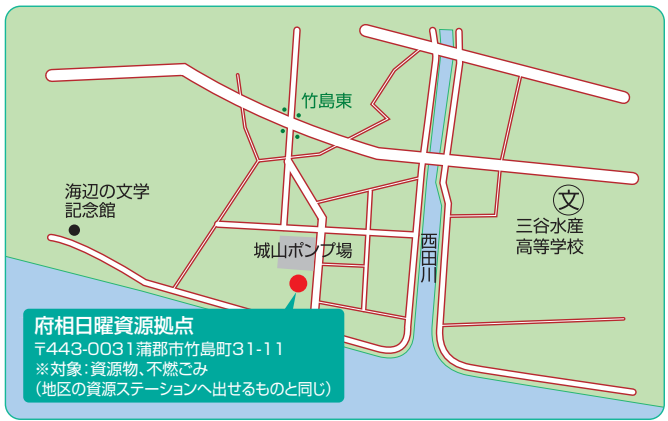 竹島東
海辺の文学
記念館
文
三谷水産
高等学校
城山ポンプ場
西田川
府相日曜資源拠点
〒443-0031蒲郡市竹島町31-11
※対象：資源物、不燃ごみ
（地区の資源ステーションへ出せるものと同じ）